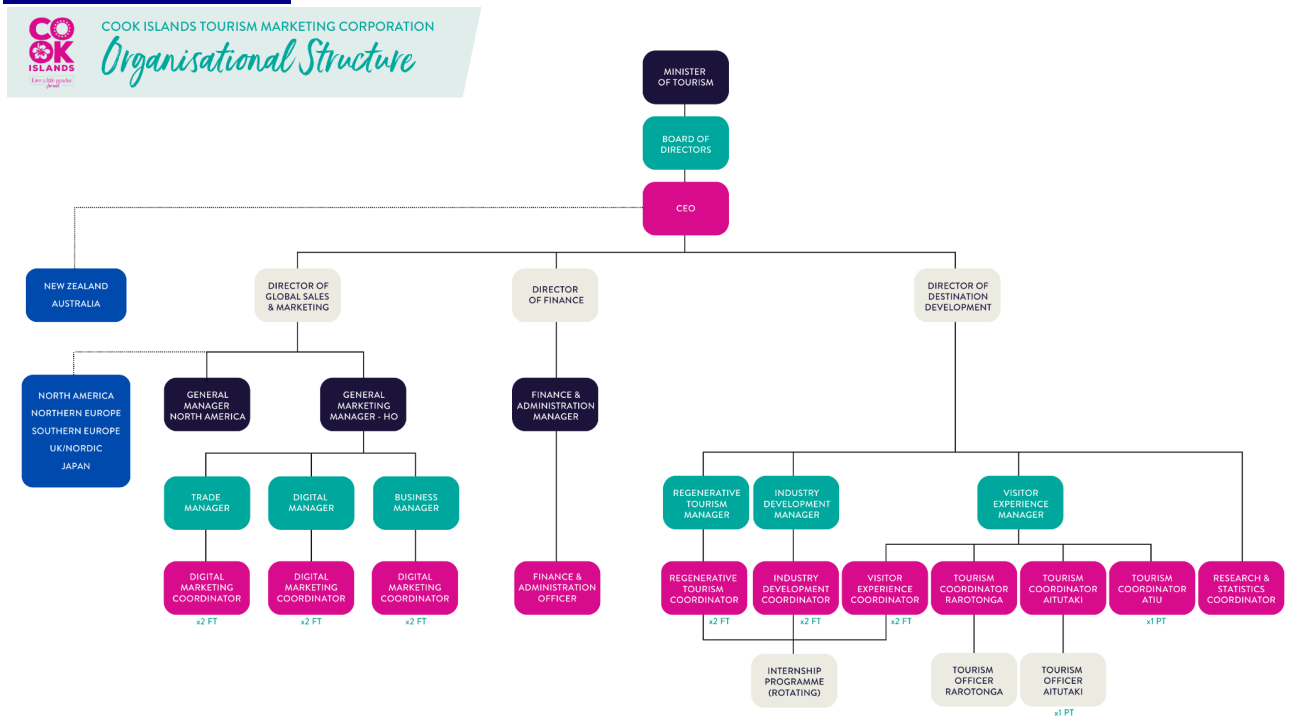 COOK
ISLANDS
Love a little paradise
COOK ISLANDS TOURISM MARKETING CORPORATION
Organisational Structure
MINISTER
OF TOURISM
BOARD OF
DIRECTORS
CEO
NEW ZEALAND
AUSTRALIA
DIRECTOR OF
GLOBAL SALES
& MARKETING
DIRECTOR
OF FINANCE
DIRECTOR OF
DESTINATION
DEVELOPMENT
NORTH AMERICA
NORTHERN EUROPE
SOUTHERN EUROPE
UK/NORDIC
JAPAN
GENERAL
MANAGER
NORTH AMERICA
GENERAL
MARKETING
MANAGER - HO
FINANCE &
ADMINISTRATION
MANAGER
TRADE
MANAGER
DIGITAL
MANAGER
BUSINESS
MANAGER
REGENERATIVE
TOURISM
MANAGER
INDUSTRY
DEVELOPMENT
MANAGER
VISITOR
EXPERIENCE
MANAGER
DIGITAL
MARKETING
COORDINATOR
x2 FT
DIGITAL
MARKETING
COORDINATOR
x2 FT
DIGITAL
MARKETING
COORDINATOR
x2 FT
FINANCE &
ADMINISTRATION
OFFICER
REGENERATIVE
TOURISM
COORDINATOR
x2 FT
INDUSTRY
DEVELOPMENT
COORDINATOR
x2 FT
VISITOR
EXPERIENCE
COORDINATOR
x2 FT
TOURISM
COORDINATOR
RAROTONGA
TOURISM
COORDINATOR
AITUTAKI
TOURISM
COORDINATOR
ATIU
x1 PT
RESEARCH &
STATISTICS
COORDINATOR
INTERNSHIP
PROGRAMME
(ROTATING)
TOURISM
OFFICER
RAROTONGA
TOURISM
OFFICER
AITUTAKI
x1 PT